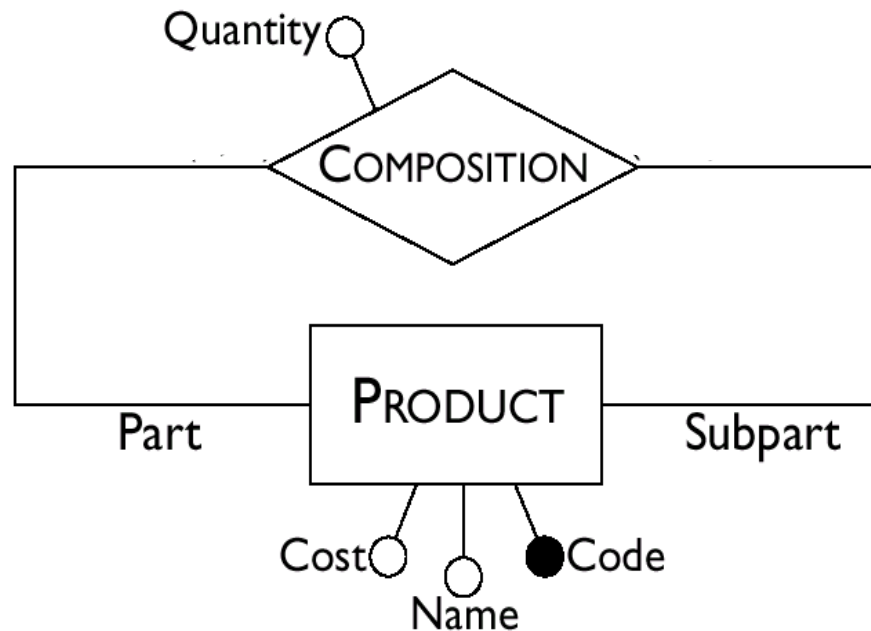 Quantity
COMPOSITION
PRODUCT
Part
Subpart
Cost
Code
Name